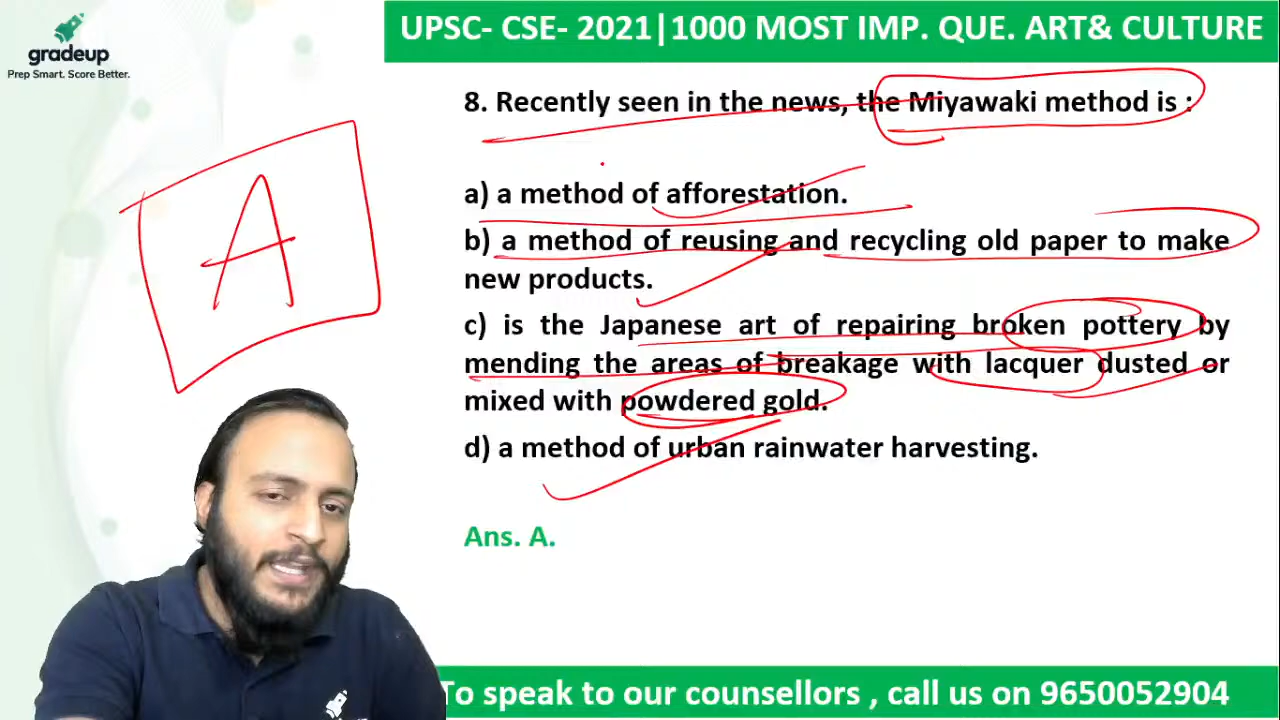 gradeup
Prep Smart. Score Better.
UPSC- CSE- 2021|1000 MOST IMP. QUE. ART& CULTURE
8. Recently seen in the news, the Miyawaki method is :
a) a method of afforestation.
b) a method of reusing and recycling old paper to make
new products.
c) is the Japanese art of repairing broken pottery by
mending the areas of breakage with lacquer dusted or
mixed with powdered gold.
d) a method of urban rainwater harvesting.
A
Ans. A.
To speak to our counsellors , call us on 9650052904